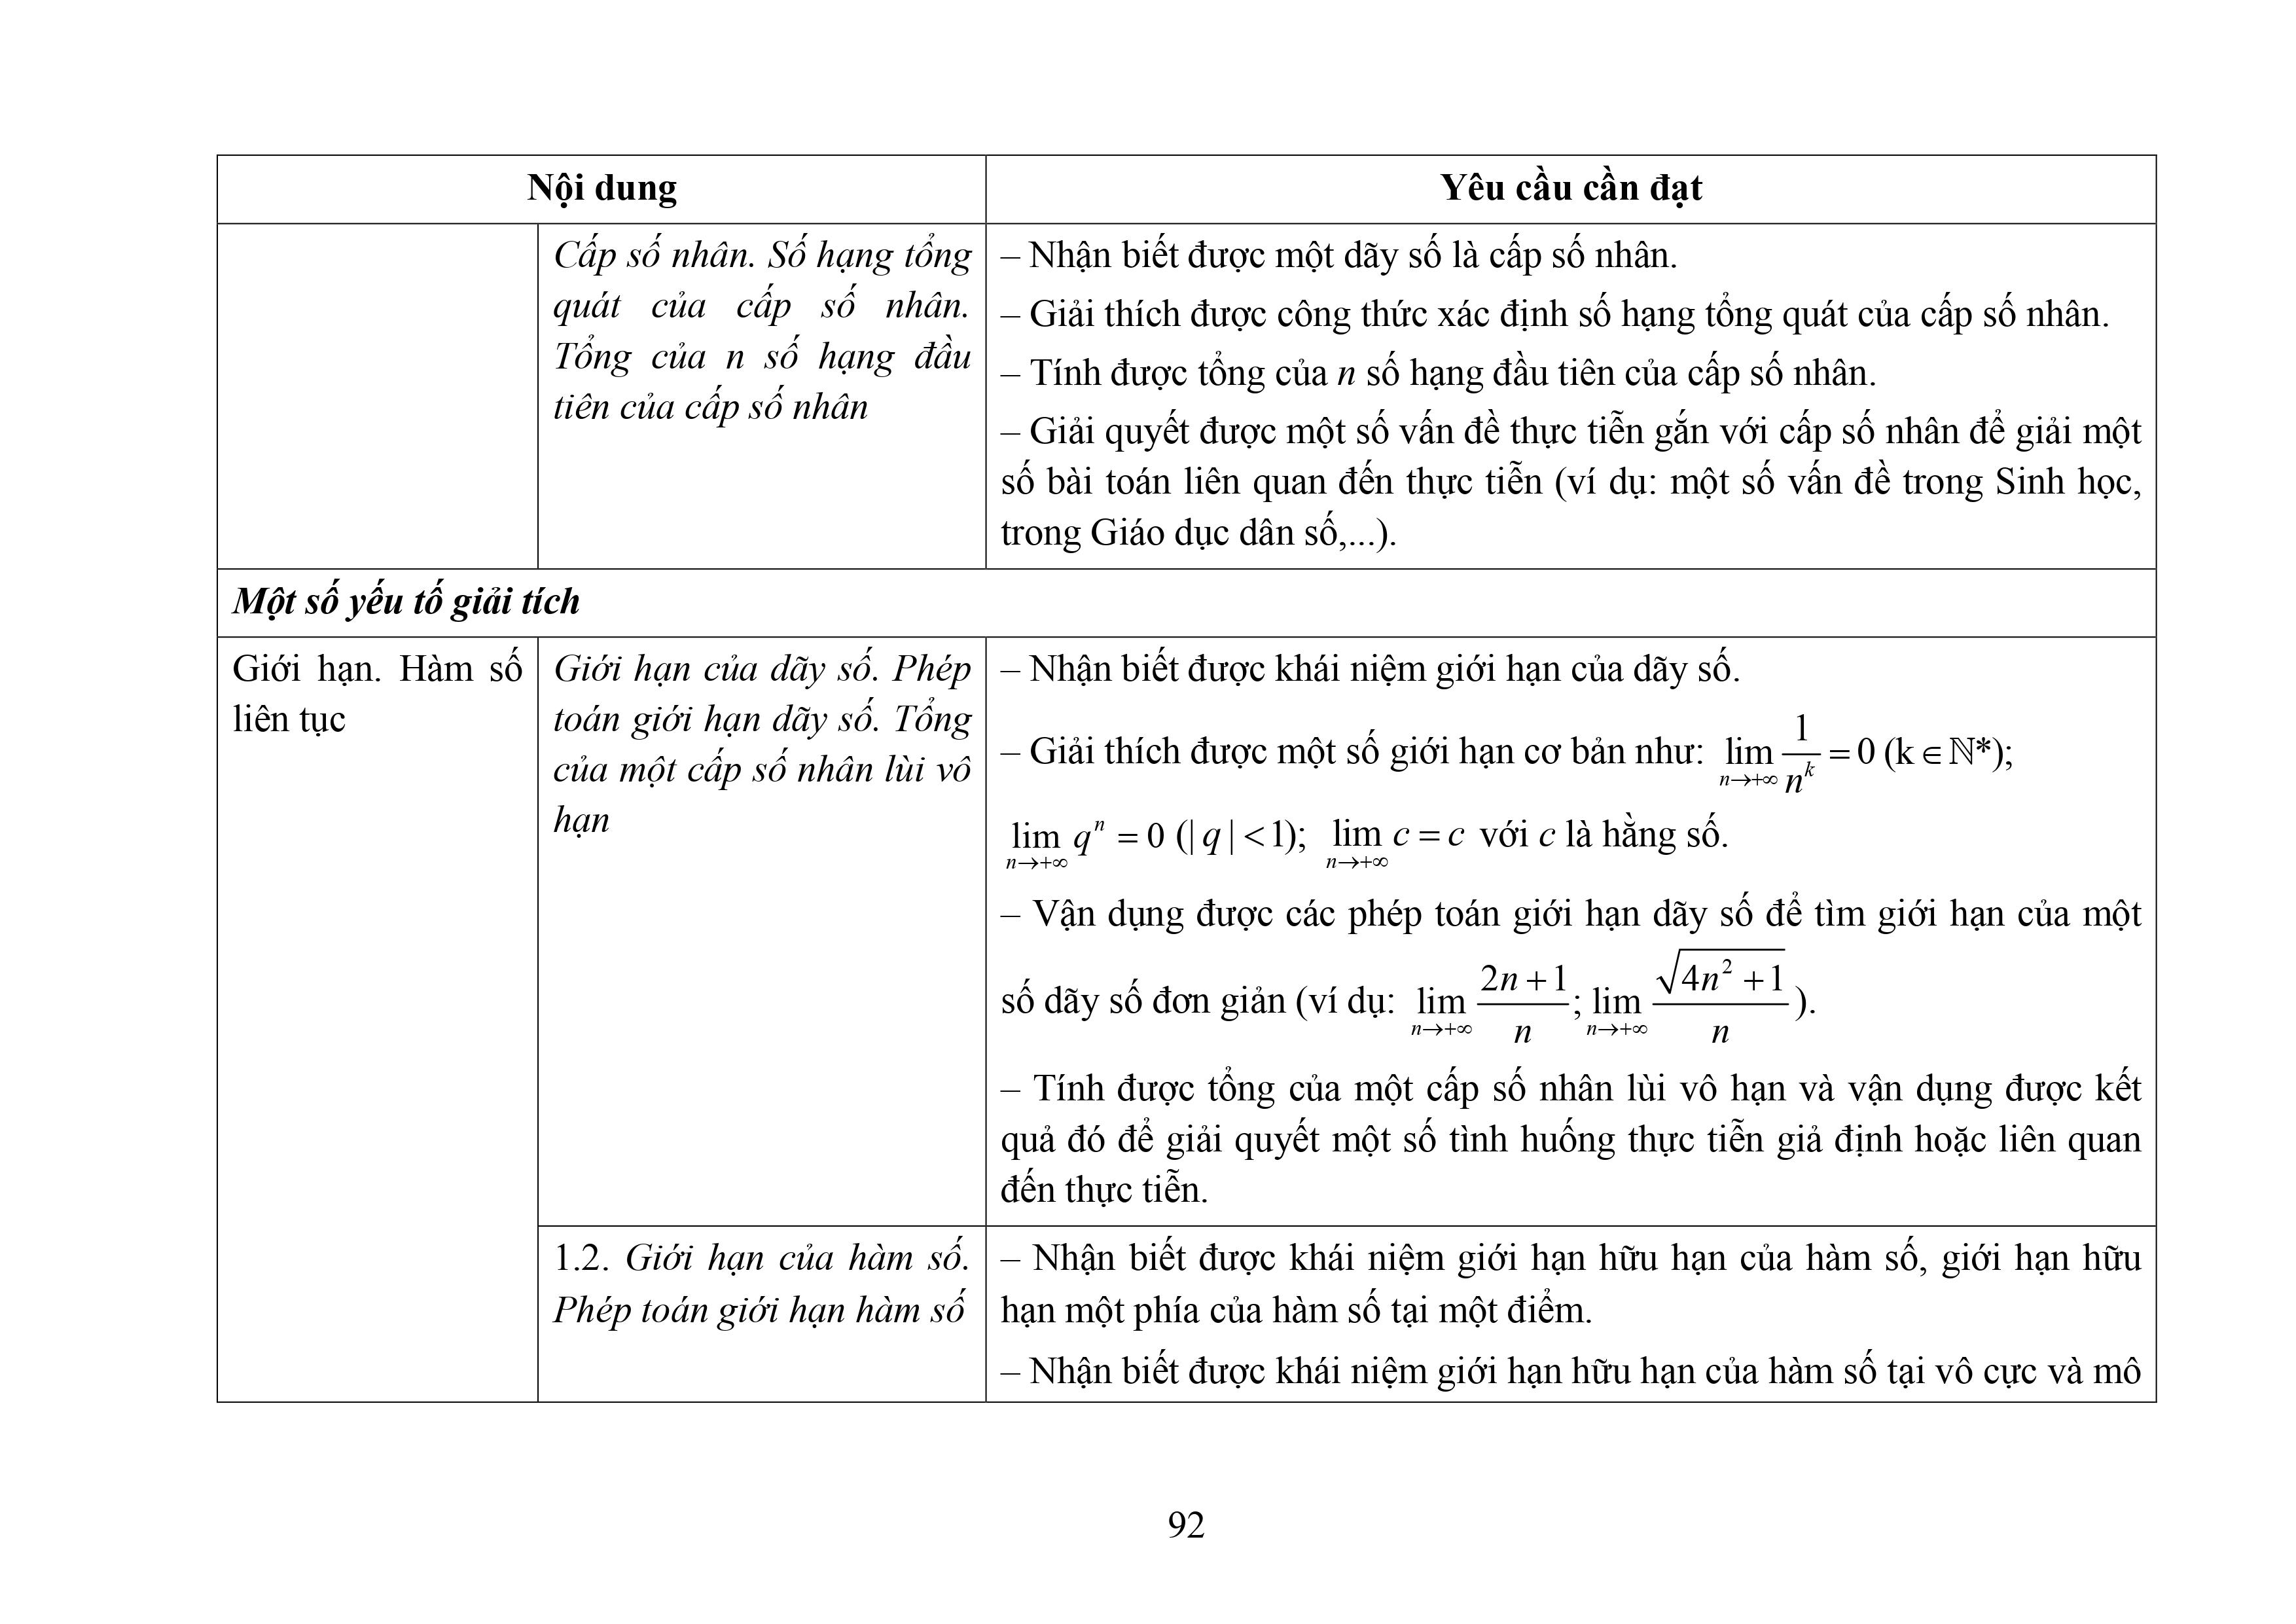 Nội dung
Yêu cầu cần đạt
Cấp số nhân. Số hạng tổng
quát của cấp số nhân.
Tổng của n số hạng đầu
tiên của cấp số nhân
– Nhận biết được một dãy số là cấp số nhân.
– Giải thích được công thức xác định số hạng tổng quát của cấp số nhân.
– Tính được tổng của n số hạng đầu tiên của cấp số nhân.
– Giải quyết được một số vấn đề thực tiễn gắn với cấp số nhân để giải một
số bài toán liên quan đến thực tiễn (ví dụ: một số vấn đề trong Sinh học,
trong Giáo dục dân số,...).
Một số yếu tố giải tích
Giới hạn. Hàm số
liên tục
Giới hạn của dãy số. Phép
toán giới hạn dãy số. Tổng
của một cấp số nhân lùi vô
hạn
– Nhận biết được khái niệm giới hạn của dãy số.
– Giải thích được một số giới hạn cơ bản như: $\lim_{n\to+\infty} \frac{1}{n^k} = 0$ (k ∈ ℕ*);
$\lim_{n\to+\infty} q^n = 0$ (|q| < 1); $\lim_{n\to+\infty} c = c$ với c là hằng số.
– Vận dụng được các phép toán giới hạn dãy số để tìm giới hạn của một
số dãy số đơn giản (ví dụ: $\lim_{n\to+\infty} \frac{2n+1}{n}; \lim_{n\to+\infty} \frac{\sqrt{4n^2+1}}{n}$).
– Tính được tổng của một cấp số nhân lùi vô hạn và vận dụng được kết
quả đó để giải quyết một số tình huống thực tiễn giả định hoặc liên quan
đến thực tiễn.
1.2. Giới hạn của hàm số.
Phép toán giới hạn hàm số
– Nhận biết được khái niệm giới hạn hữu hạn của hàm số, giới hạn hữu
hạn một phía của hàm số tại một điểm.
– Nhận biết được khái niệm giới hạn hữu hạn của hàm số tại vô cực và mô
92